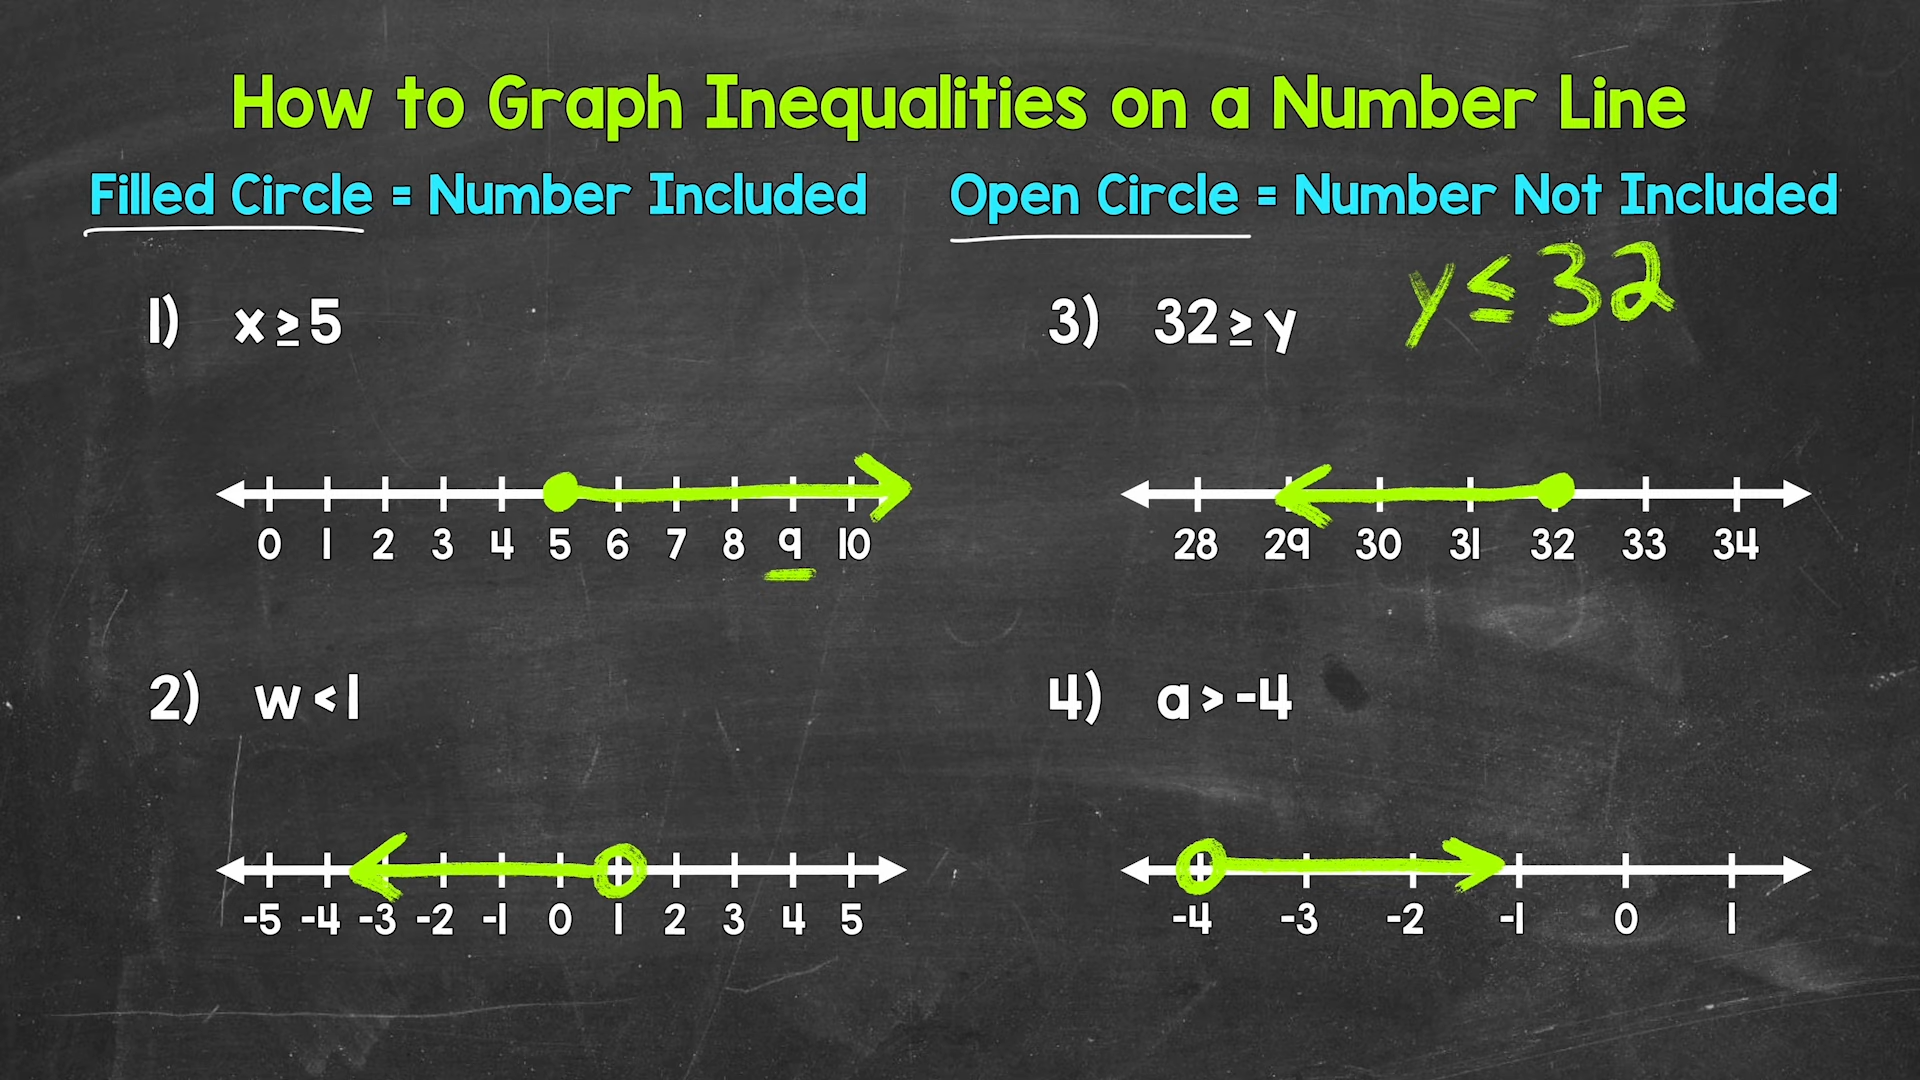 How to Graph Inequalities on a Number Line
Filled Circle = Number Included
Open Circle = Number Not Included
1) x ≥ 5
0 1 2 3 4 5 6 7 8 9 10
2) w < 1
-5 -4 -3 -2 -1 0 1 2 3 4 5
3) 32 ≥ y
y ≤ 32
28 29 30 31 32 33 34
4) a > -4
-4 -3 -2 -1 0 1